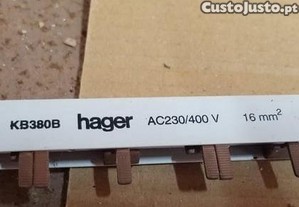 CustoJusto.pt
KB380B hager AC230/400 V 16 mm²